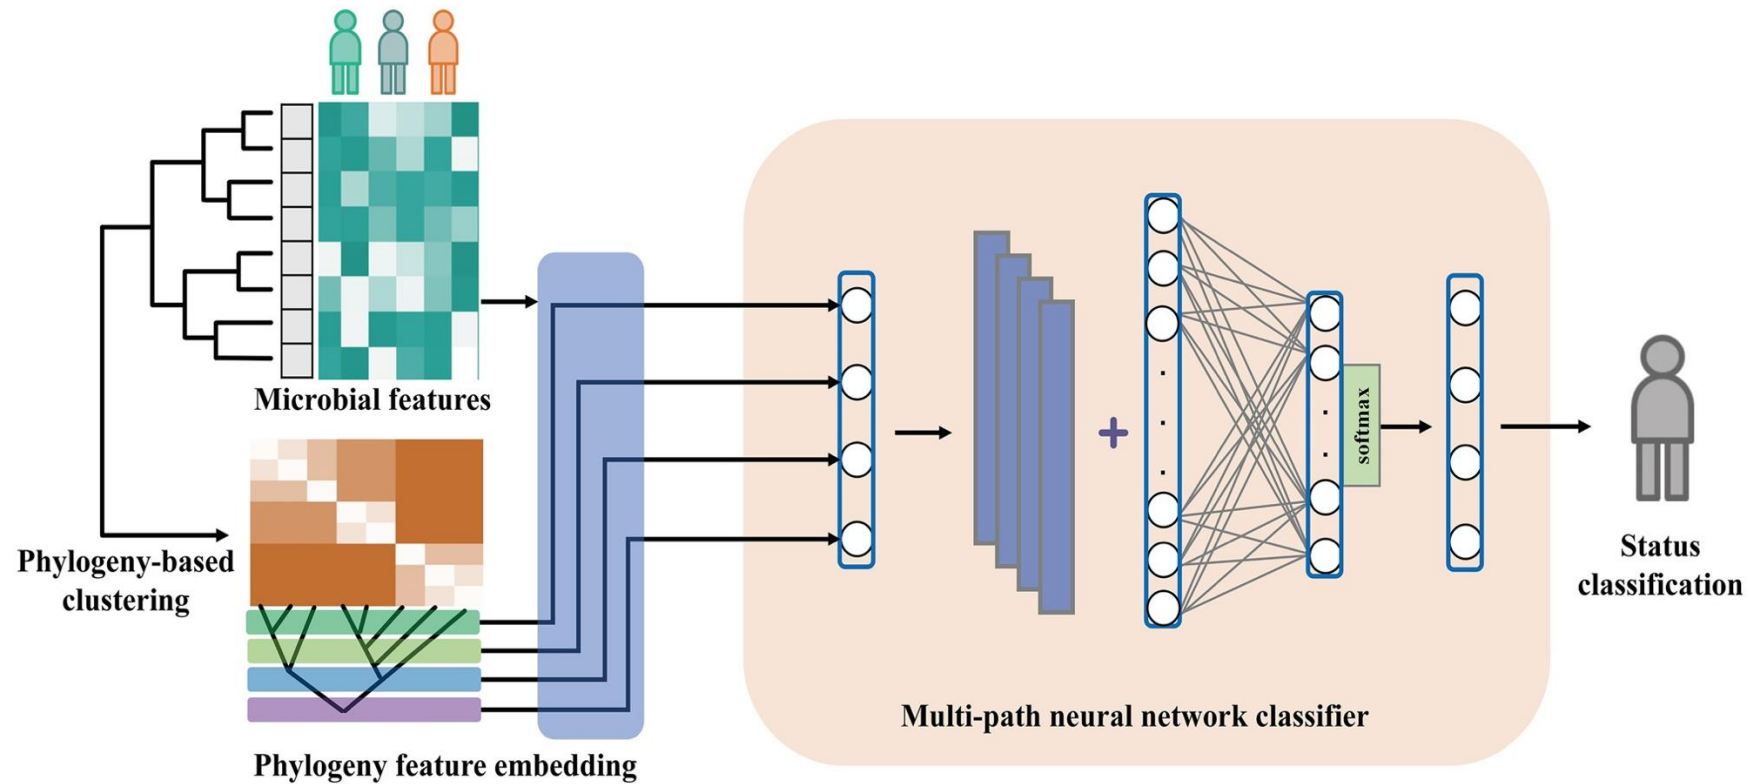 Microbial features
Phylogeny-based
clustering
Phylogeny feature embedding
softmax
Multi-path neural network classifier
Status
classification